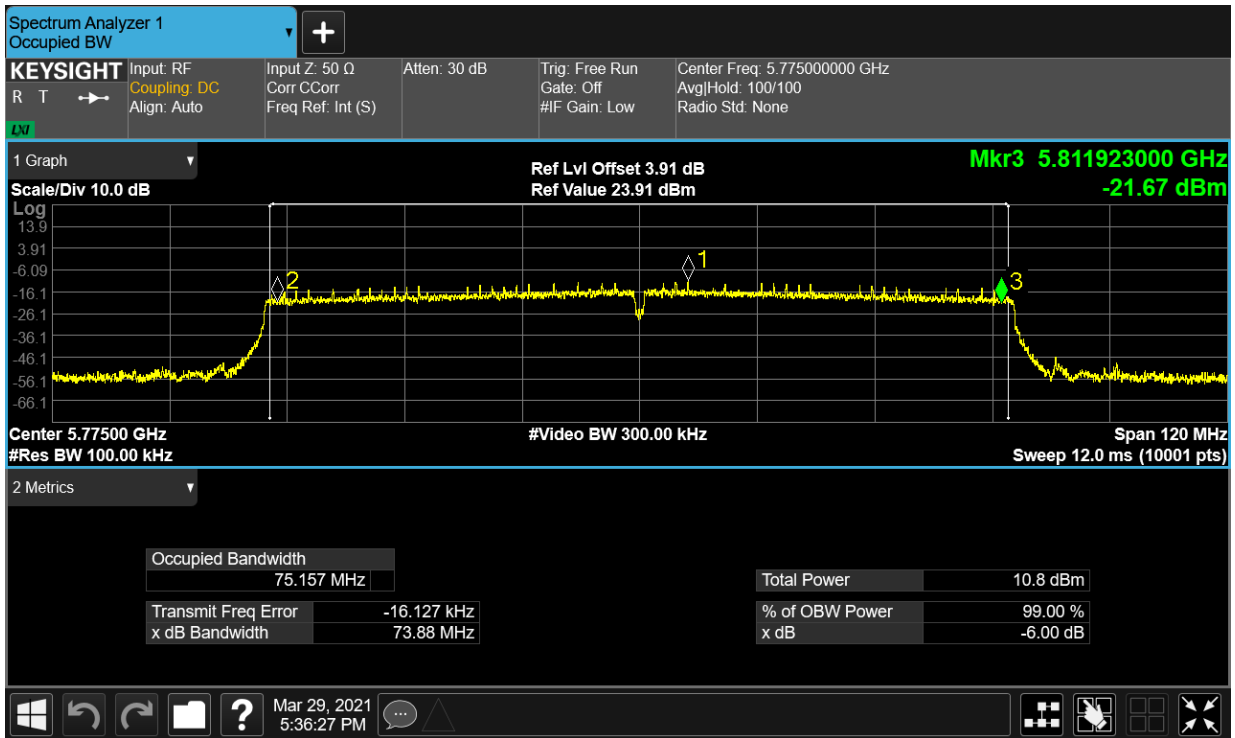 Spectrum Analyzer 1
Occupied BW
KEYSIGHT
R T
LXI
Input: RF
Coupling: DC
Align: Auto
Input Z: 50 Ω
Corr CCorr
Freq Ref: Int (S)
Atten: 30 dB
Trig: Free Run
Gate: Off
#IF Gain: Low
Center Freq: 5.775000000 GHz
Avg|Hold: 100/100
Radio Std: None
1 Graph
Scale/Div 10.0 dB
Ref Lvl Offset 3.91 dB
Ref Value 23.91 dBm
Mkr3 5.811923000 GHz
-21.67 dBm
Log
13.9
3.91
-6.09
-16.1
-26.1
-36.1
-46.1
-56.1
-66.1
1
2
3
Center 5.77500 GHz
#Video BW 300.00 kHz
Span 120 MHz
#Res BW 100.00 kHz
Sweep 12.0 ms (10001 pts)
2 Metrics
Occupied Bandwidth
75.157 MHz
Transmit Freq Error -16.127 kHz
x dB Bandwidth 73.88 MHz
Total Power 10.8 dBm
% of OBW Power 99.00 %
x dB -6.00 dB
?
Mar 29, 2021
5:36:27 PM